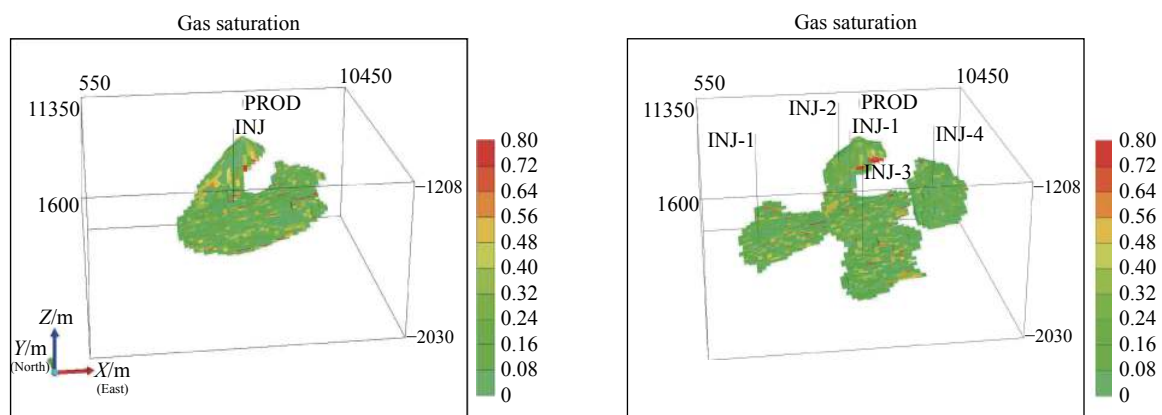 Gas saturation
550
10450
11350
PROD
INJ
1600
−1208
−2030
Z/m
Y/m
(North)
X/m
(East)
0.80
0.72
0.64
0.56
0.48
0.40
0.32
0.24
0.16
0.08
0
Gas saturation
550
10450
11350
INJ-2
PROD
INJ-1
INJ-1
INJ-4
INJ-3
1600
−1208
−2030
0.80
0.72
0.64
0.56
0.48
0.40
0.32
0.24
0.16
0.08
0